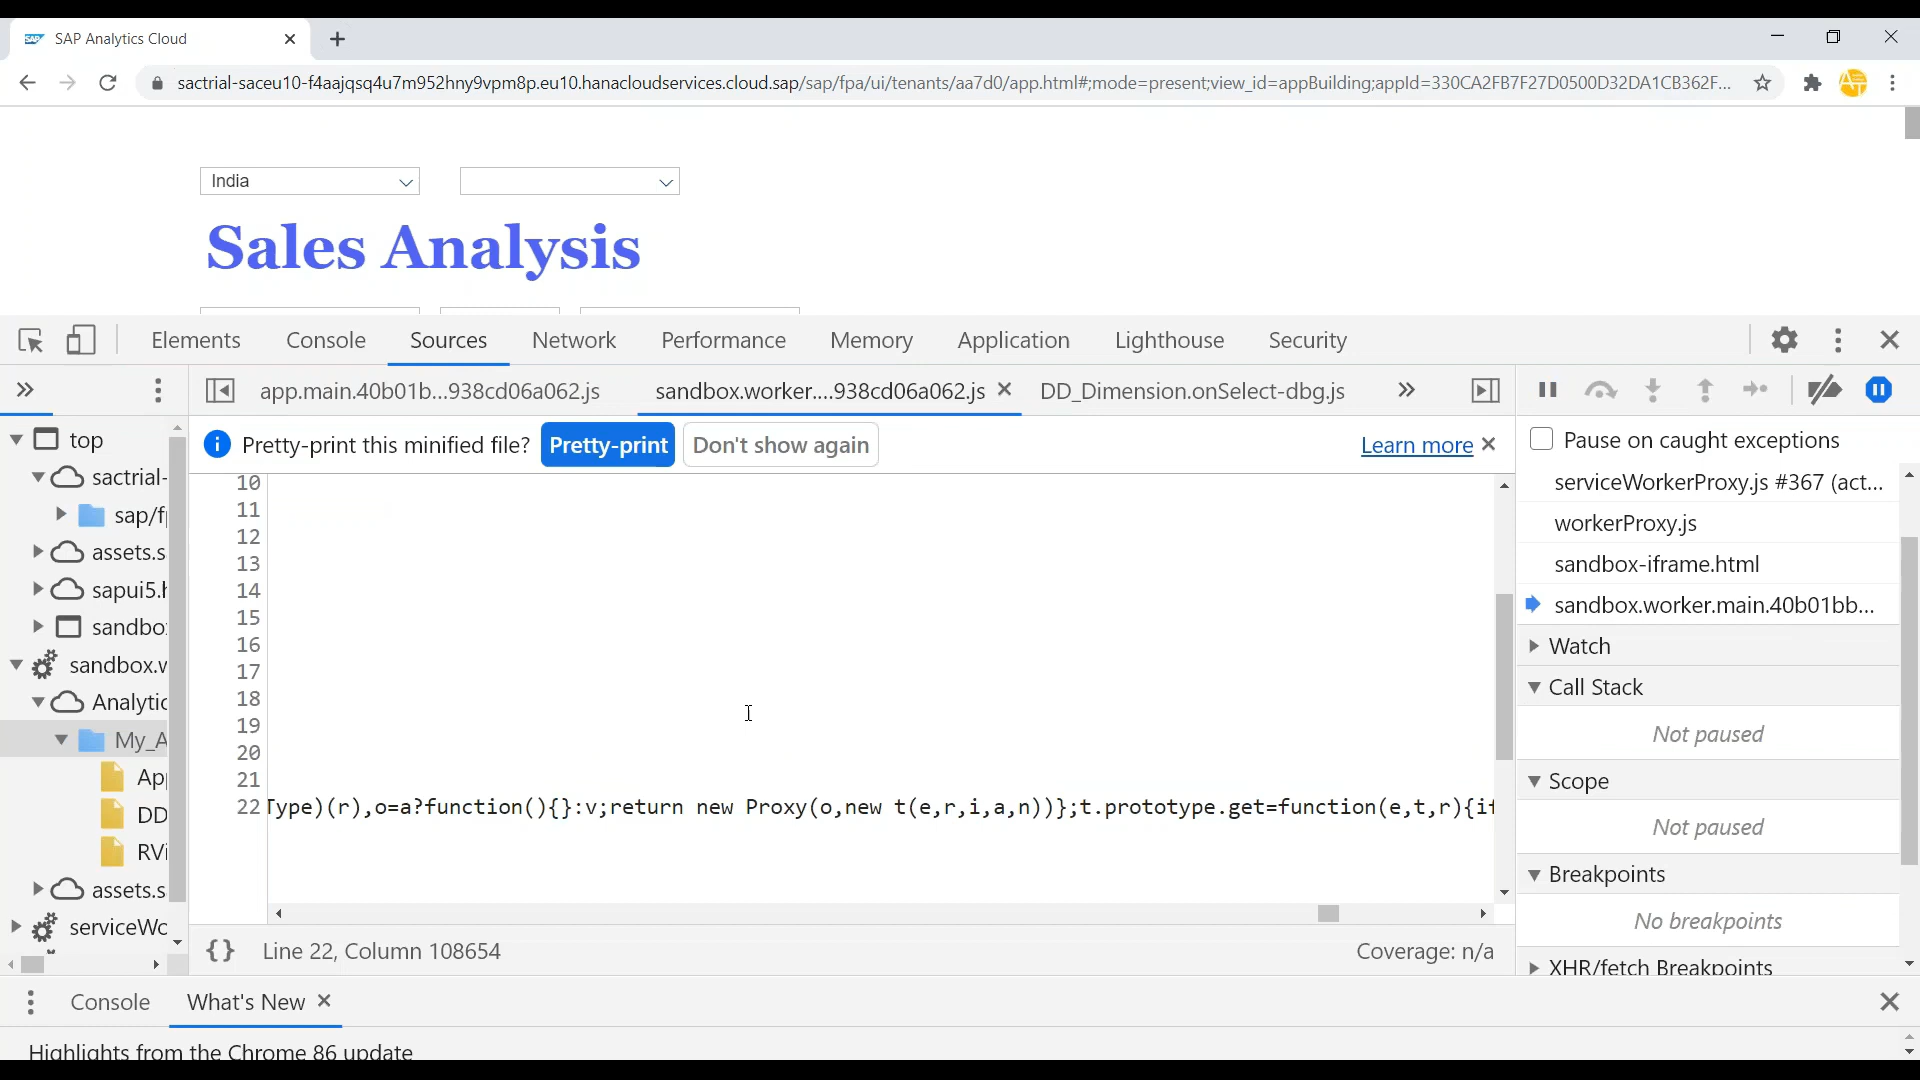 SAP Analytics Cloud
sactrial-saceu10-f4aajqsq4u7m952hny9vpm8p.eu10.hanacloudservices.cloud.sap/sap/fpa/ui/tenants/aa7d0/app.html#;mode=present;view_id=appBuilding;appId=330CA2FB7F27D0500D32DA1CB362F...
India
Sales Analysis
Elements Console Sources Network Performance Memory Application Lighthouse Security
app.main.40b01b...938cd06a062.js sandbox.worker....938cd06a062.js DD_Dimension.onSelect-dbg.js
Pretty-print this minified file? Pretty-print Don't show again Learn more
top
sactrial-
sap/f
assets.s
sapui5.h
sandbo
sandbox.w
Analytic
My_A
App
DD
RVi
assets.s
serviceWo
10
11
12
13
14
15
16
17
18
19
20
21
22 Type)(r),o=a?function(){}:v;return new Proxy(o,new t(e,r,i,a,n))};t.prototype.get=function(e,t,r){if
{} Line 22, Column 108654 Coverage: n/a
Pause on caught exceptions
serviceWorkerProxy.js #367 (act...
workerProxy.js
sandbox-iframe.html
sandbox.worker.main.40b01bb...
Watch
Call Stack
Not paused
Scope
Not paused
Breakpoints
No breakpoints
XHR/fetch Breakpoints
Console What's New
Highlights from the Chrome 86 update